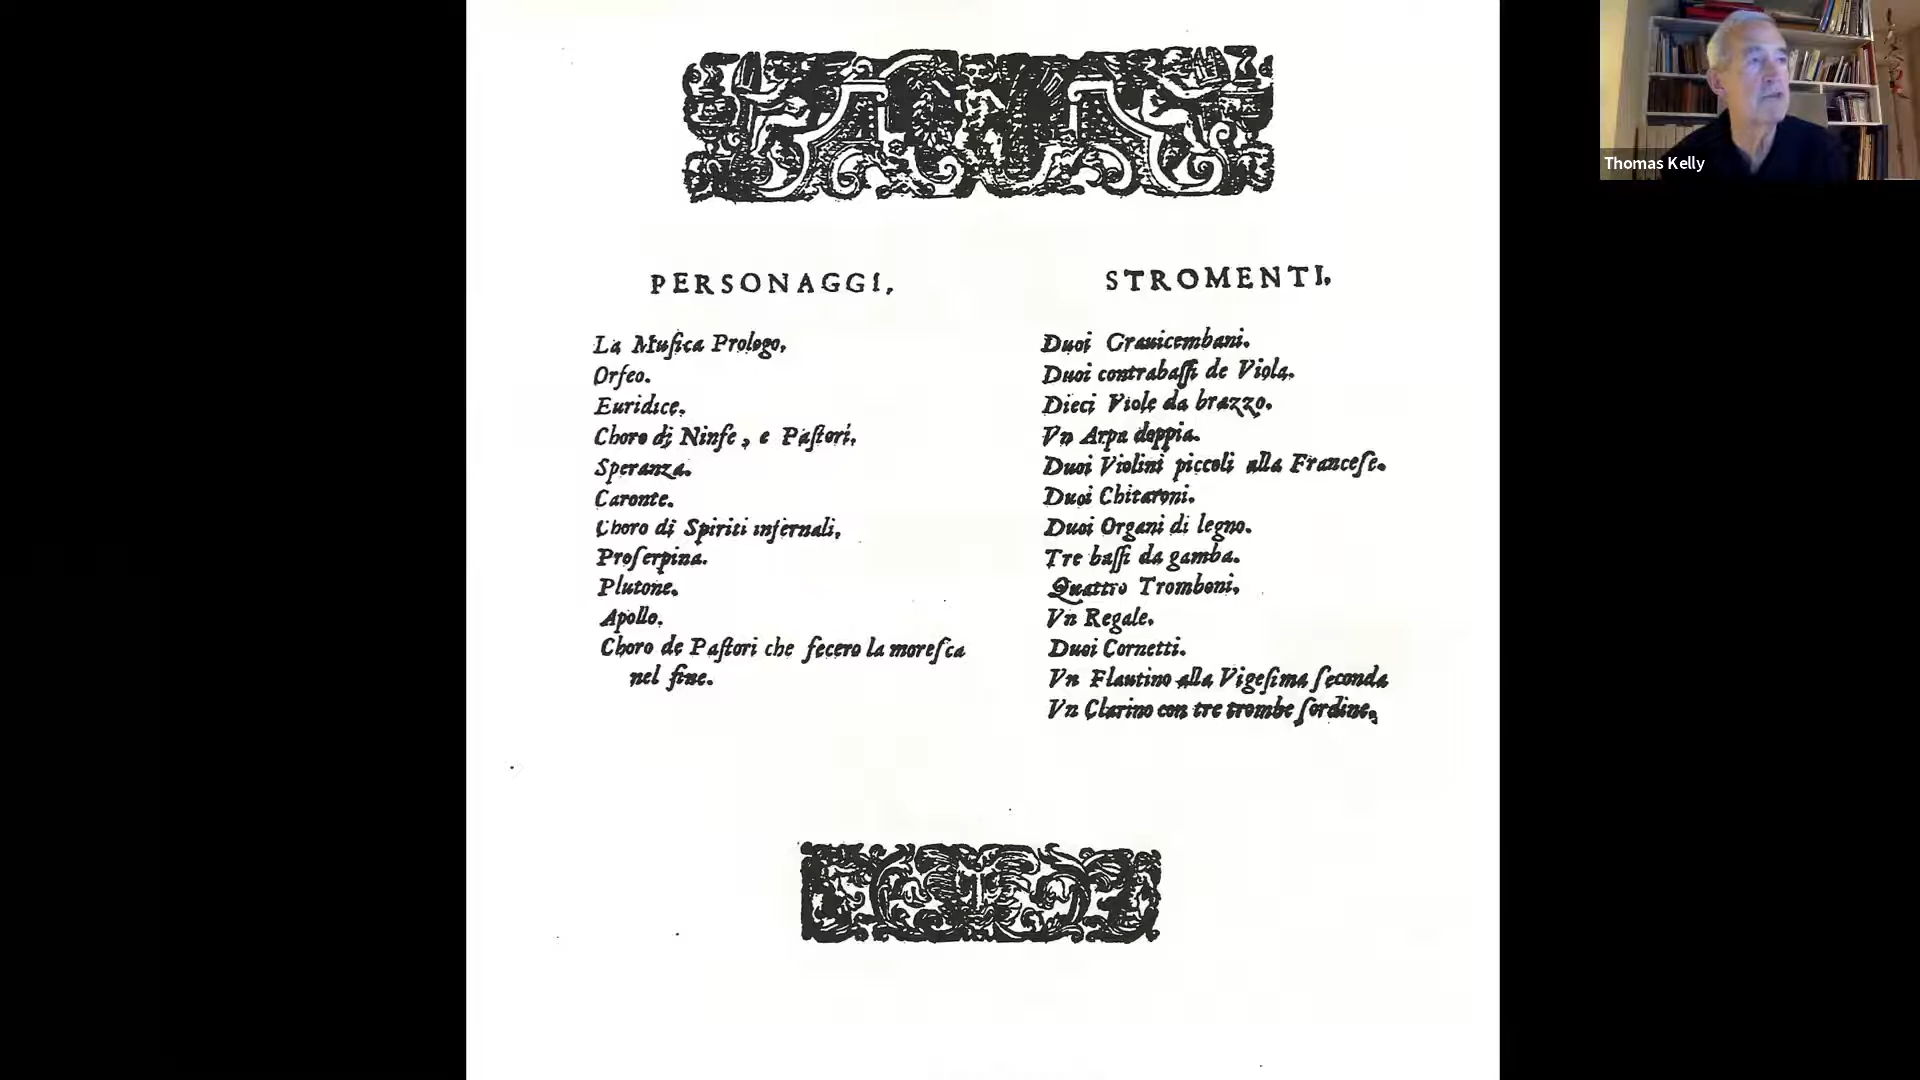 PERSONAGGI,
La Muſica Prologo,
Orfeo.
Euridice,
Choro di Ninfe, e Paſtori,
Speranza.
Caronte.
Choro di Spiriti infernali,
Proſerpina.
Plutone.
Apollo.
Choro de Paſtori che fecero la moreſca
nel fine.
STROMENTI.
Duoi Grauicembani.
Duoi contrabaſſi de Viola.
Dieci Viole da brazzo.
Vn Arpa doppia.
Duoi Violini piccoli alla Franceſe.
Duoi Chitaroni.
Duoi Organi di legno.
Tre baſſi da gamba.
Quattro Tromboni.
Vn Regale.
Duoi Cornetti.
Vn Flautino alla Vigeſima ſeconda
Vn Clarino con tre trombe ſordine.
Thomas Kelly